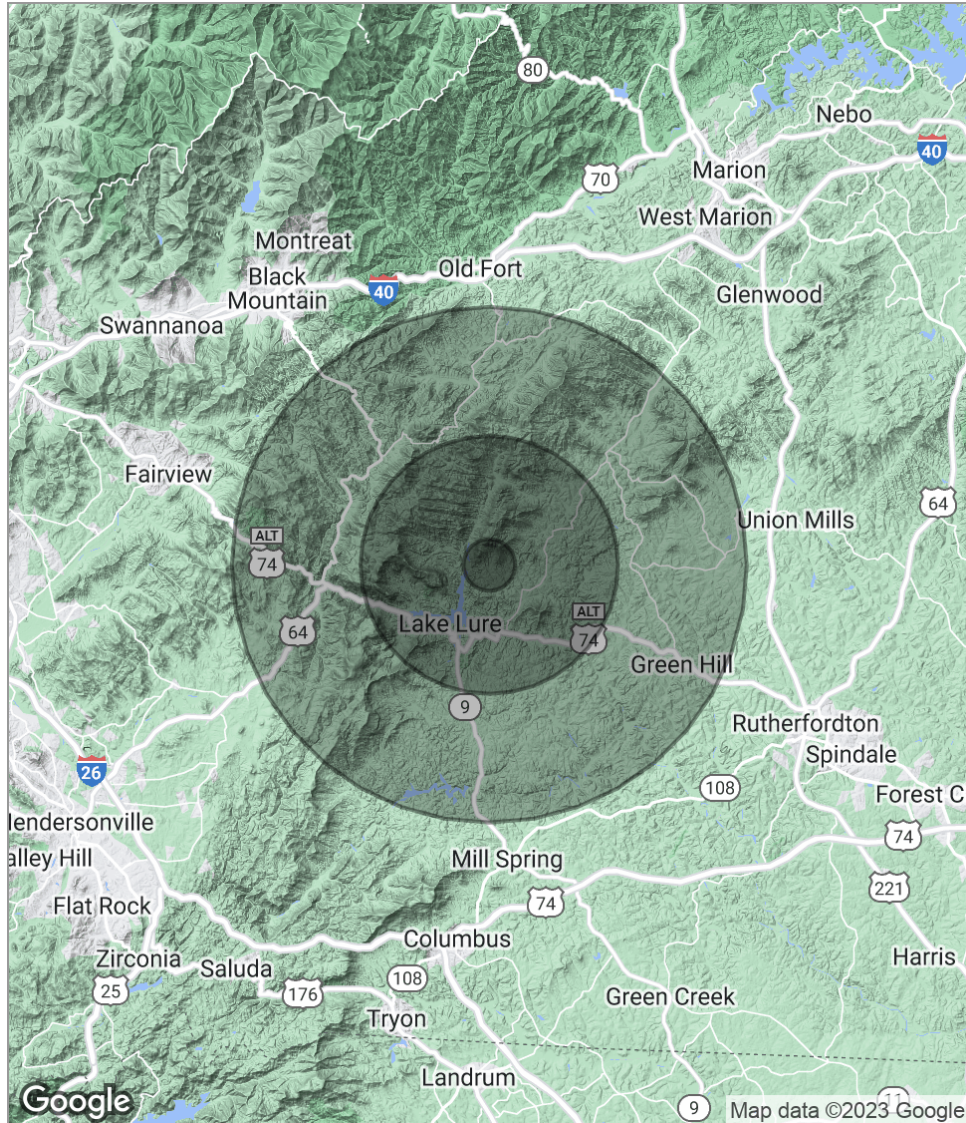 80
Nebo
40
Marion
70
West Marion
Montreat
Old Fort
Black
Mountain
40
Glenwood
Swannanoa
Fairview
64
Union Mills
ALT
74
Lake Lure
ALT
74
64
Green Hill
9
Rutherfordton
Spindale
26
108
Forest C
Hendersonville
74
alley Hill
Mill Spring
221
74
Flat Rock
Columbus
Zirconia
Saluda
108
Harris
25
176
Green Creek
Tryon
Landrum
Google
9
11
Map data ©2023 Google